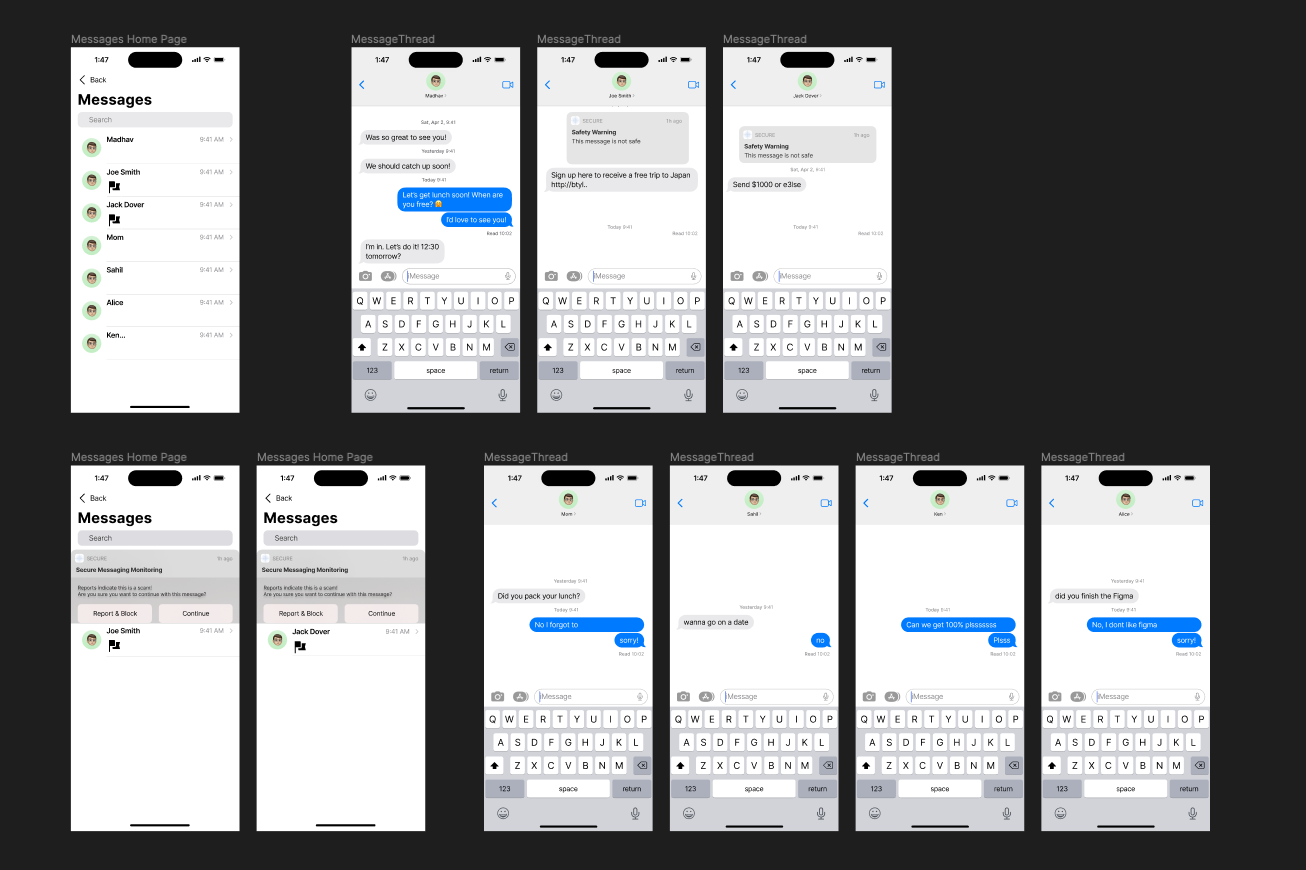 Messages Home Page
1:47
Back
Messages
Search
Madhav 9:41 AM
Joe Smith 9:41 AM
Jack Dover 9:41 AM
Mom 9:41 AM
Sahil 9:41 AM
Alice 9:41 AM
Ken... 9:41 AM
MessageThread
1:47
Madhav
Sat, Apr 2, 9:41
Was so great to see you!
Yesterday 9:41
We should catch up soon!
Today 9:41
Let's get lunch soon! When are
you free? 🤗
I'd love to see you!
Read 10:02
I'm in. Let's do it! 12:30
tomorrow?
iMessage
Q W E R T Y U I O P
A S D F G H J K L
Z X C V B N M
123 space return
MessageThread
1:47
Joe Smith
SECURE 1h ago
Safety Warning
This message is not safe
Sign up here to receive a free trip to Japan
http://btyl..
Today 9:41
Read 10:02
iMessage
Q W E R T Y U I O P
A S D F G H J K L
Z X C V B N M
123 space return
MessageThread
1:47
Jack Dover
SECURE 1h ago
Safety Warning
This message is not safe
Sat, Apr 2, 9:41
Send $1000 or e3lse
Today 9:41
Read 10:02
iMessage
Q W E R T Y U I O P
A S D F G H J K L
Z X C V B N M
123 space return
Messages Home Page
1:47
Back
Messages
Search
SECURE 1h ago
Secure Messaging Monitoring
Reports indicate this is a scam!
Are you sure you want to continue with this message?
Report & Block Continue
Joe Smith 9:41 AM
Messages Home Page
1:47
Back
Messages
Search
SECURE 1h ago
Secure Messaging Monitoring
Reports indicate this is a scam!
Are you sure you want to continue with this message?
Report & Block Continue
Jack Dover 9:41 AM
MessageThread
1:47
Mom
Yesterday 9:41
Did you pack your lunch?
Today 9:41
No I forgot to
sorry!
Read 10:02
iMessage
Q W E R T Y U I O P
A S D F G H J K L
Z X C V B N M
123 space return
MessageThread
1:47
Sahil
Yesterday 9:41
wanna go on a date
no
Read 10:02
iMessage
Q W E R T Y U I O P
A S D F G H J K L
Z X C V B N M
123 space return
MessageThread
1:47
Ken
Today 9:41
Can we get 100% plsssssss
Plsss
Read 10:02
iMessage
Q W E R T Y U I O P
A S D F G H J K L
Z X C V B N M
123 space return
MessageThread
1:47
Alice
Yesterday 9:41
did you finish the Figma
Today 9:41
No, I dont like figma
sorry!
Read 10:02
iMessage
Q W E R T Y U I O P
A S D F G H J K L
Z X C V B N M
123 space return